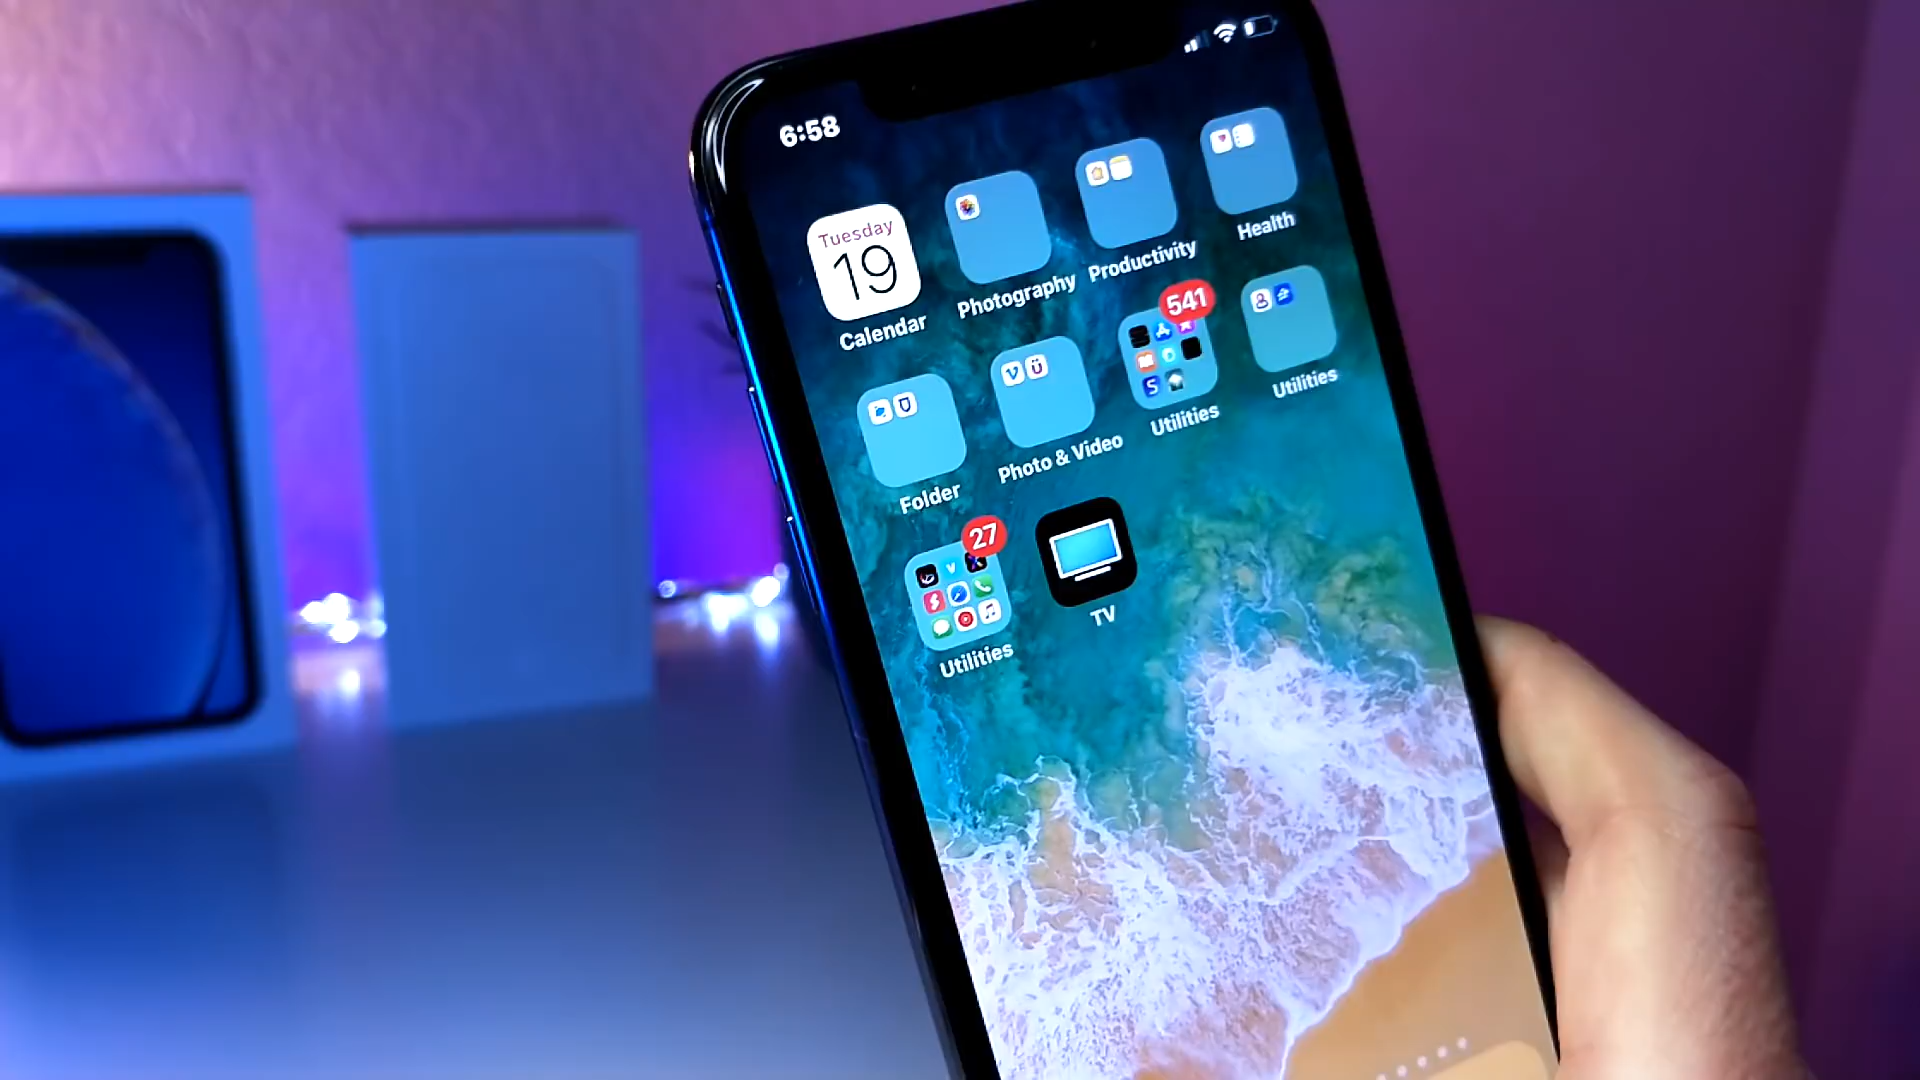 6:58
Tuesday
19
Calendar
Photography
Productivity
Health
Folder
Photo & Video
541
Utilities
Utilities
27
Utilities
TV